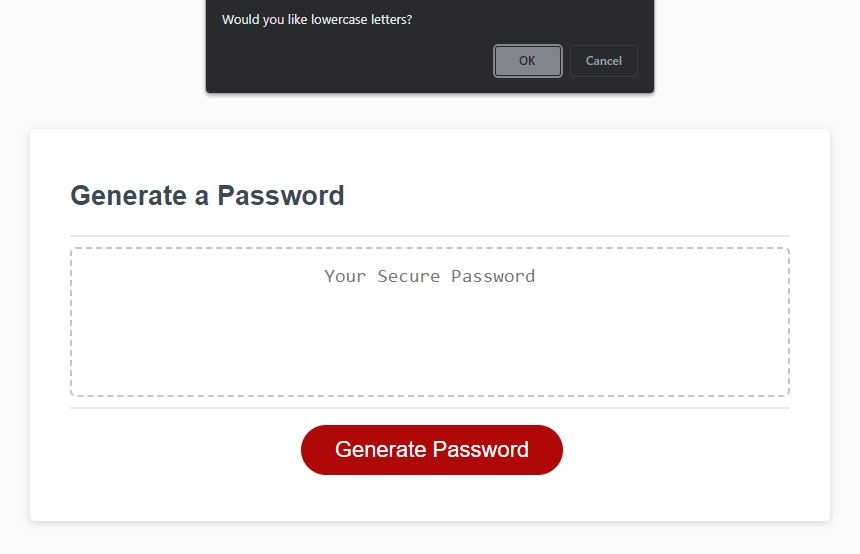 Would you like lowercase letters?
OK Cancel
Generate a Password
Your Secure Password
Generate Password